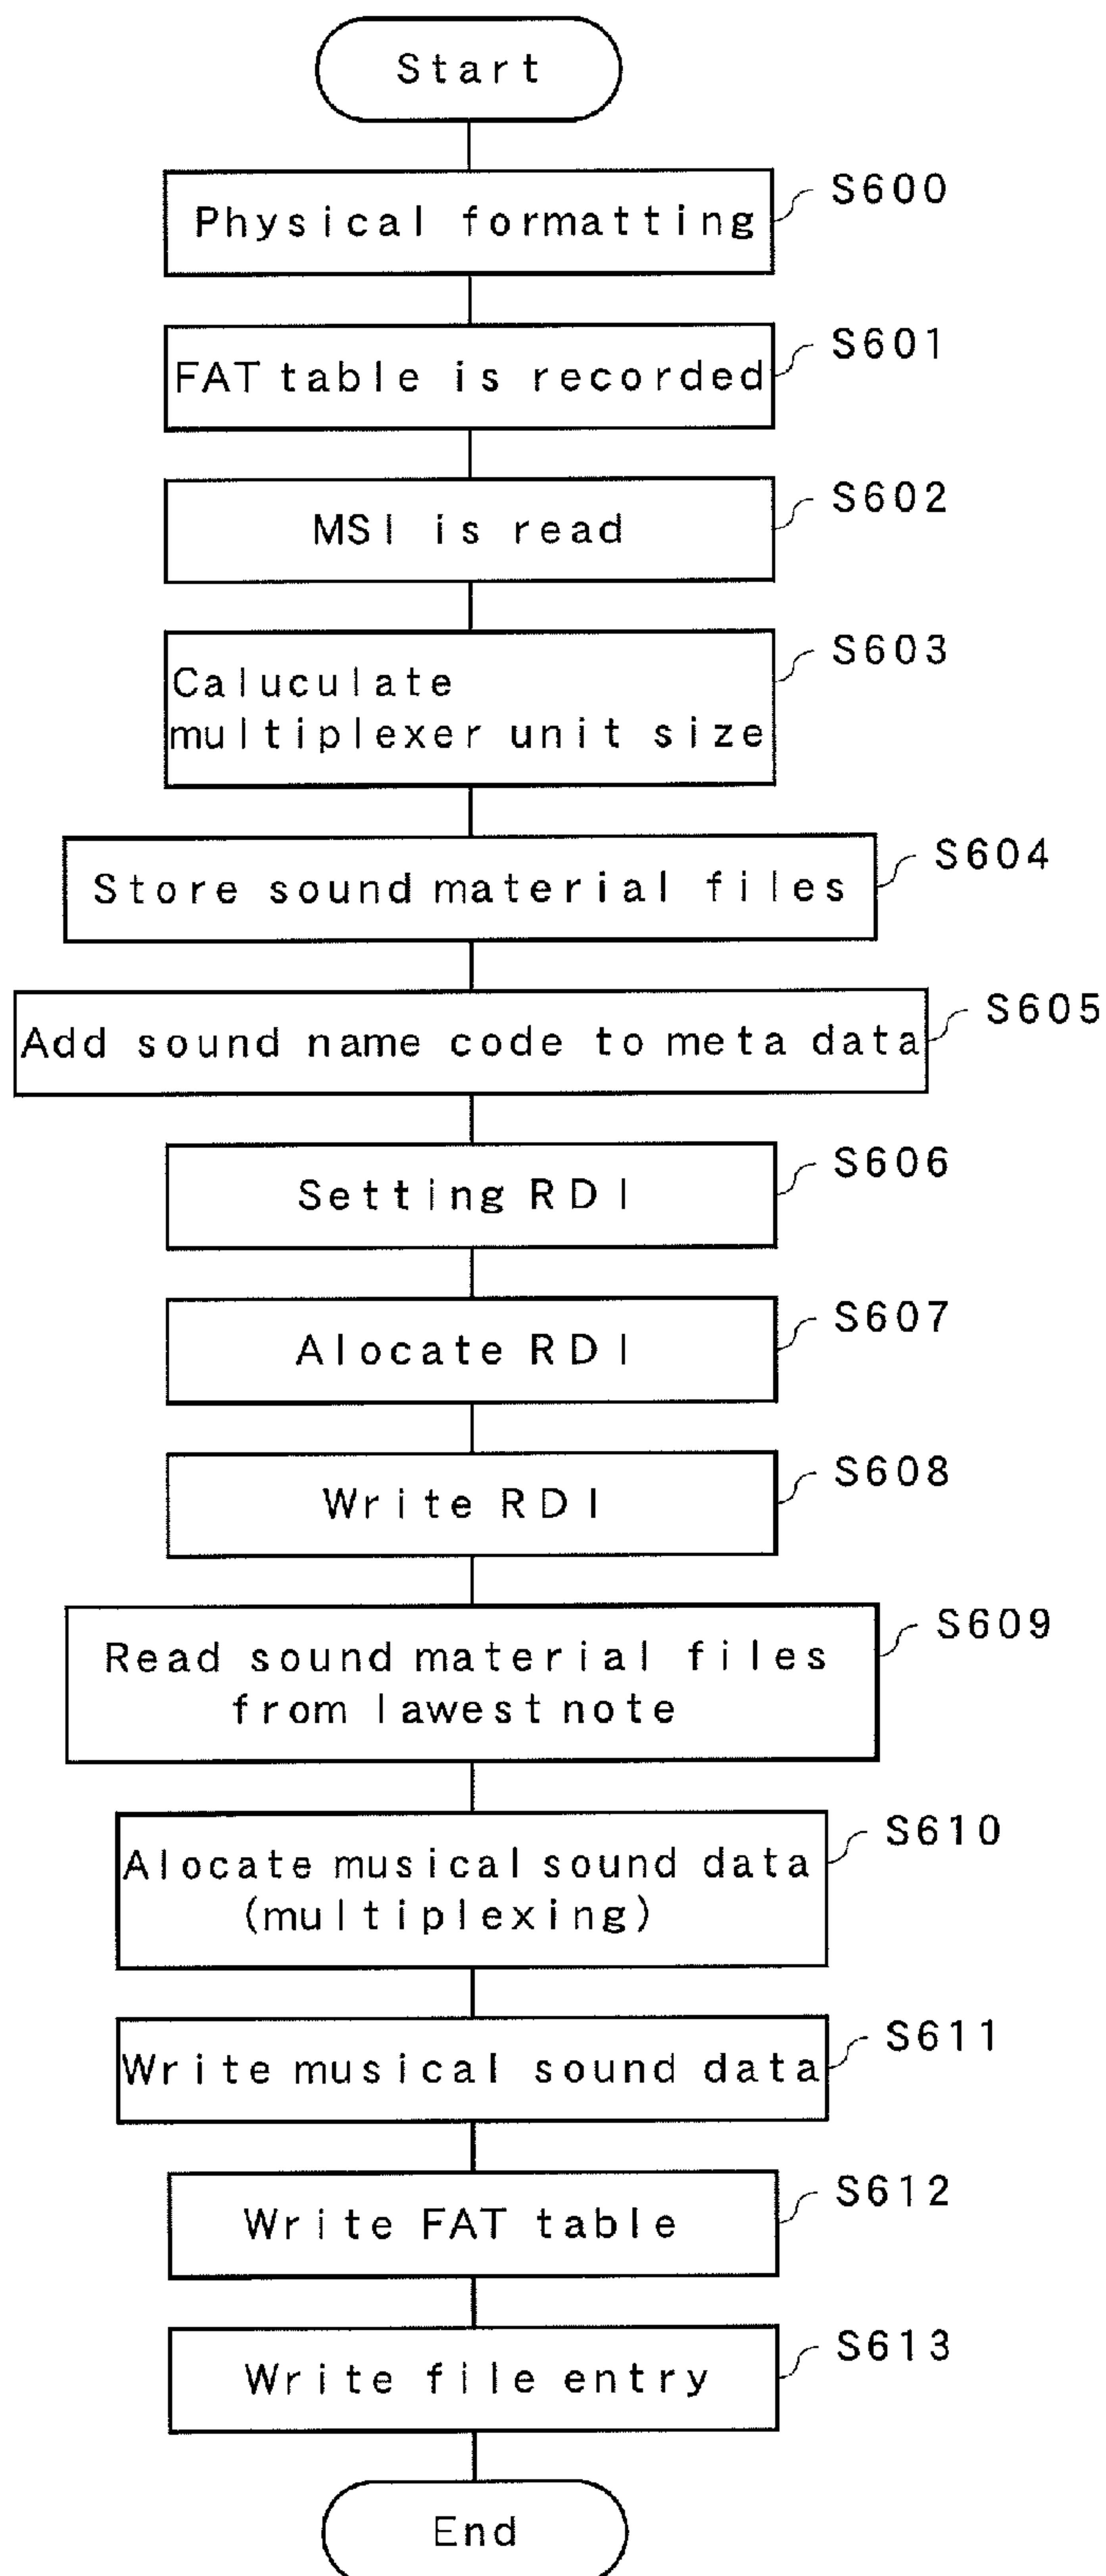 Start
Physical formatting
S600
FAT table is recorded
S601
MSI is read
S602
Caluculate
multiplexer unit size
S603
Store sound material files
S604
Add sound name code to meta data
S605
Setting RDI
S606
Alocate RDI
S607
Write RDI
S608
Read sound material files
from lawest note
S609
Alocate musical sound data
(multiplexing)
S610
Write musical sound data
S611
Write FAT table
S612
Write file entry
S613
End